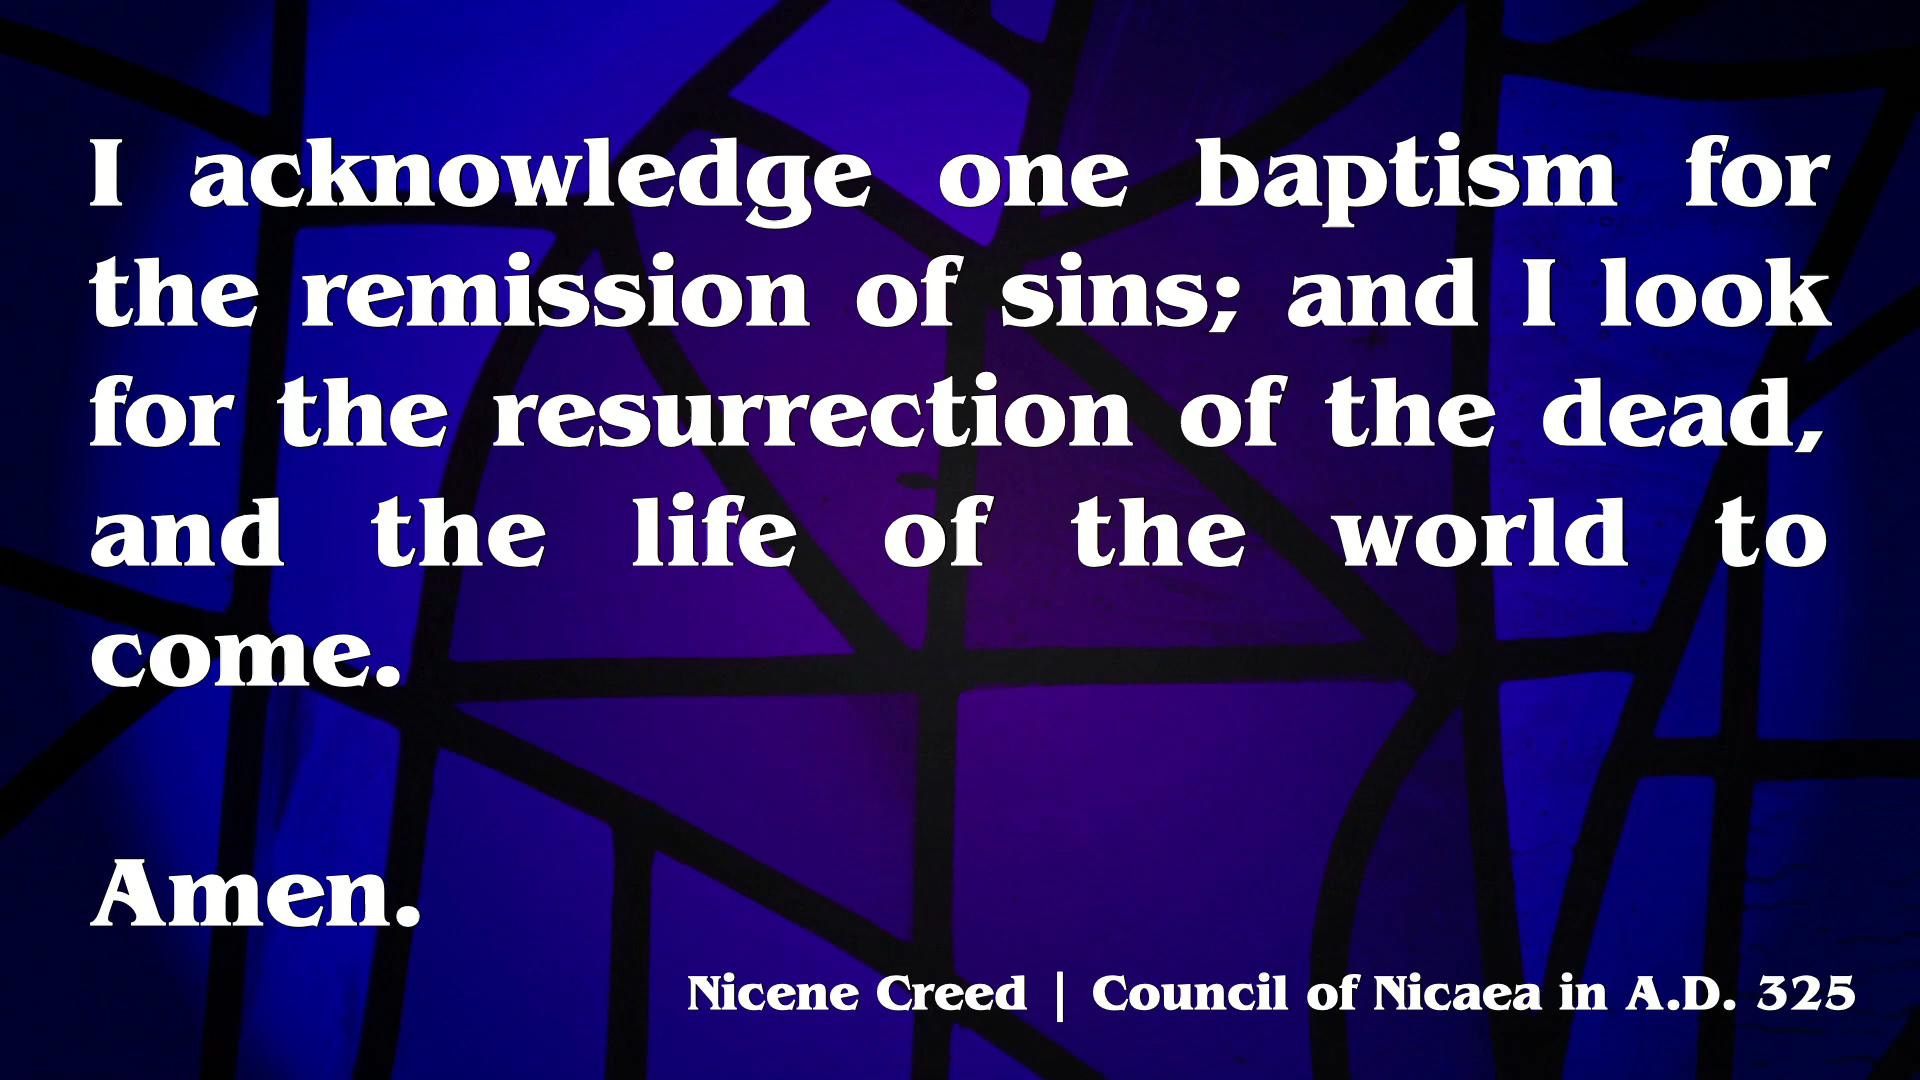 I acknowledge one baptism for
the remission of sins; and I look
for the resurrection of the dead,
and the life of the world to
come.
Amen.
Nicene Creed | Council of Nicaea in A.D. 325